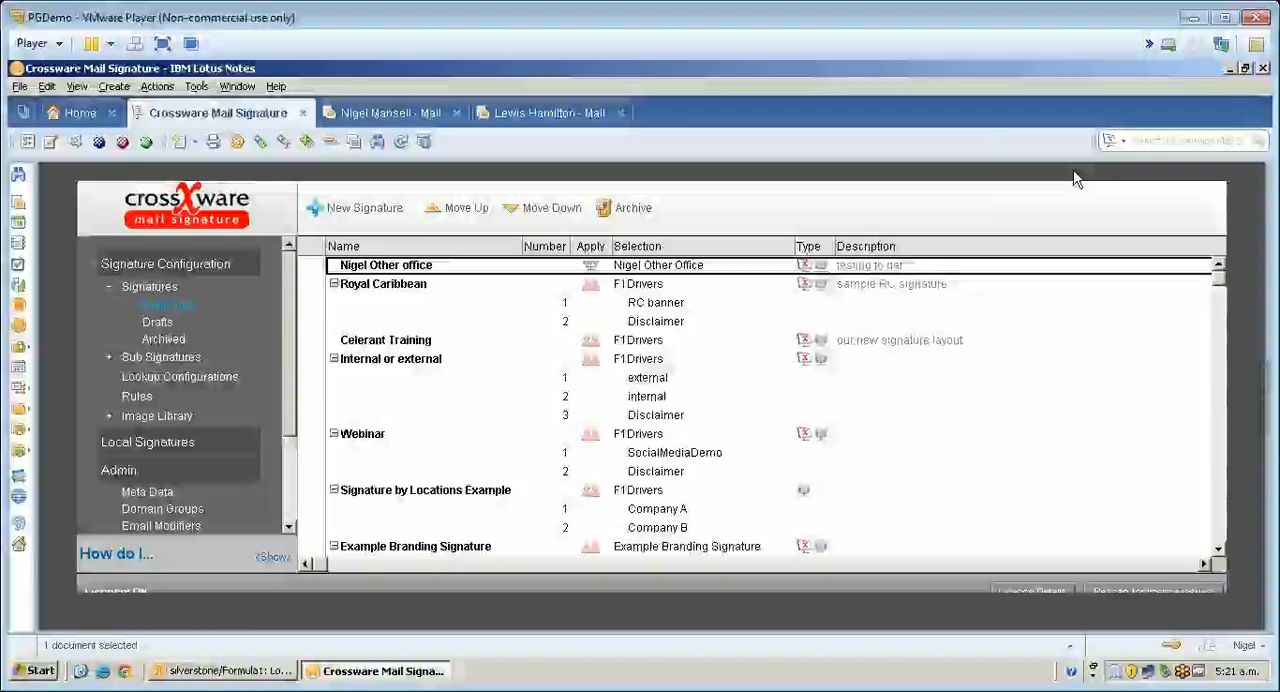 PGDemo - VMware Player (Non-commercial use only)
Player
Crossware Mail Signature - IBM Lotus Notes
File Edit View Create Actions Tools Window Help
Home Crossware Mail Signature Nigel Mansell - Mail Lewis Hamilton - Mail
crossXware
mail signature
New Signature Move Up Move Down Archive
Name Number Apply Selection Type Description
Signature Configuration
Nigel Other office Nigel Other Office testing to
Signatures
Royal Caribbean F1Drivers sample RC signature
1 RC banner
Drafts
2 Disclaimer
Archived
Celerant Training F1Drivers our new signature layout
Sub Signatures
Internal or external F1Drivers
Lookup Configurations
1 external
Rules
2 internal
Image Library
3 Disclaimer
Local Signatures
Webinar F1Drivers
1 SocialMediaDemo
Admin
2 Disclaimer
Meta Data
Signature by Locations Example F1Drivers
Domain Groups
1 Company A
Email Modifiers
2 Company B
How do I... <Show>
Example Branding Signature Example Branding Signature
1 document selected
Nigel
Start silverstone/Formula1: Lo... Crossware Mail Signa... 5:21 a.m.